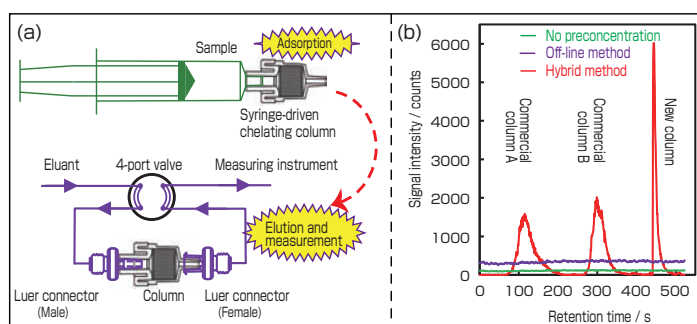 (a)
Sample
Adsorption
Syringe-driven
chelating column
Eluant
4-port valve
Measuring instrument
Elution and
measurement
Luer connector
(Male)
Column
Luer connector
(Female)
(b)
No preconcentration
Off-line method
Hybrid method
Signal intensity / counts
6000
5000
4000
3000
2000
1000
0
Commercial
column A
Commercial
column B
New column
0
100
200
300
400
500
Retention time / s